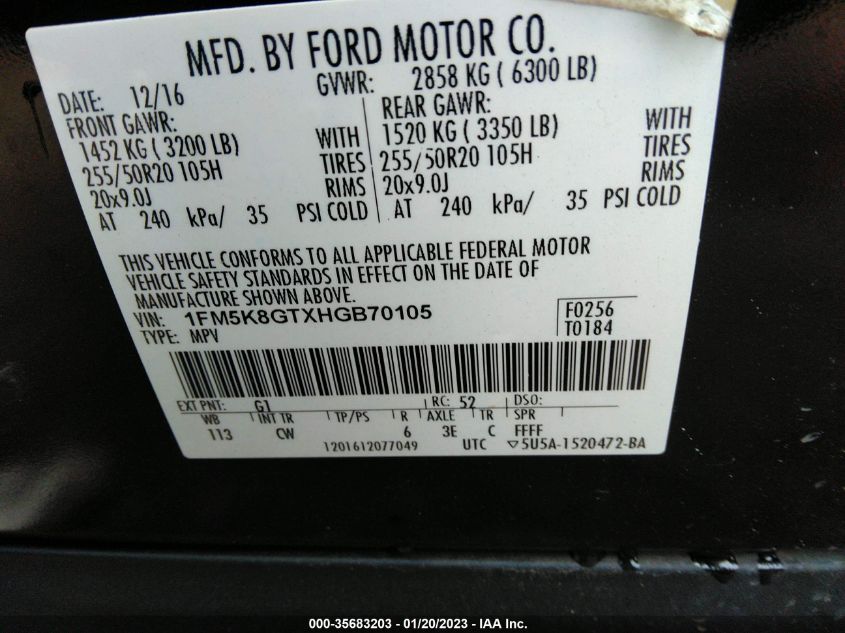 MFD. BY FORD MOTOR CO.
DATE: 12/16 GVWR: 2858 KG ( 6300 LB)
FRONT GAWR: REAR GAWR:
1452 KG ( 3200 LB) WITH 1520 KG ( 3350 LB) WITH
255/50R20 105H TIRES 255/50R20 105H TIRES
20x9.0J RIMS 20x9.0J RIMS
AT 240 kPa/ 35 PSI COLD AT 240 kPa/ 35 PSI COLD
THIS VEHICLE CONFORMS TO ALL APPLICABLE FEDERAL MOTOR
VEHICLE SAFETY STANDARDS IN EFFECT ON THE DATE OF
MANUFACTURE SHOWN ABOVE.
VIN: 1FM5K8GTXHGB70105 F0256
TYPE: MPV T0184
EXT PNT: G1 RC: 52 DSO:
WB INT TR TP/PS R AXLE TR SPR
113 CW 6 3E C FFFF
1201612077049 UTC ▽5U5A-1520472-BA
000-35683203 - 01/20/2023 - IAA Inc.